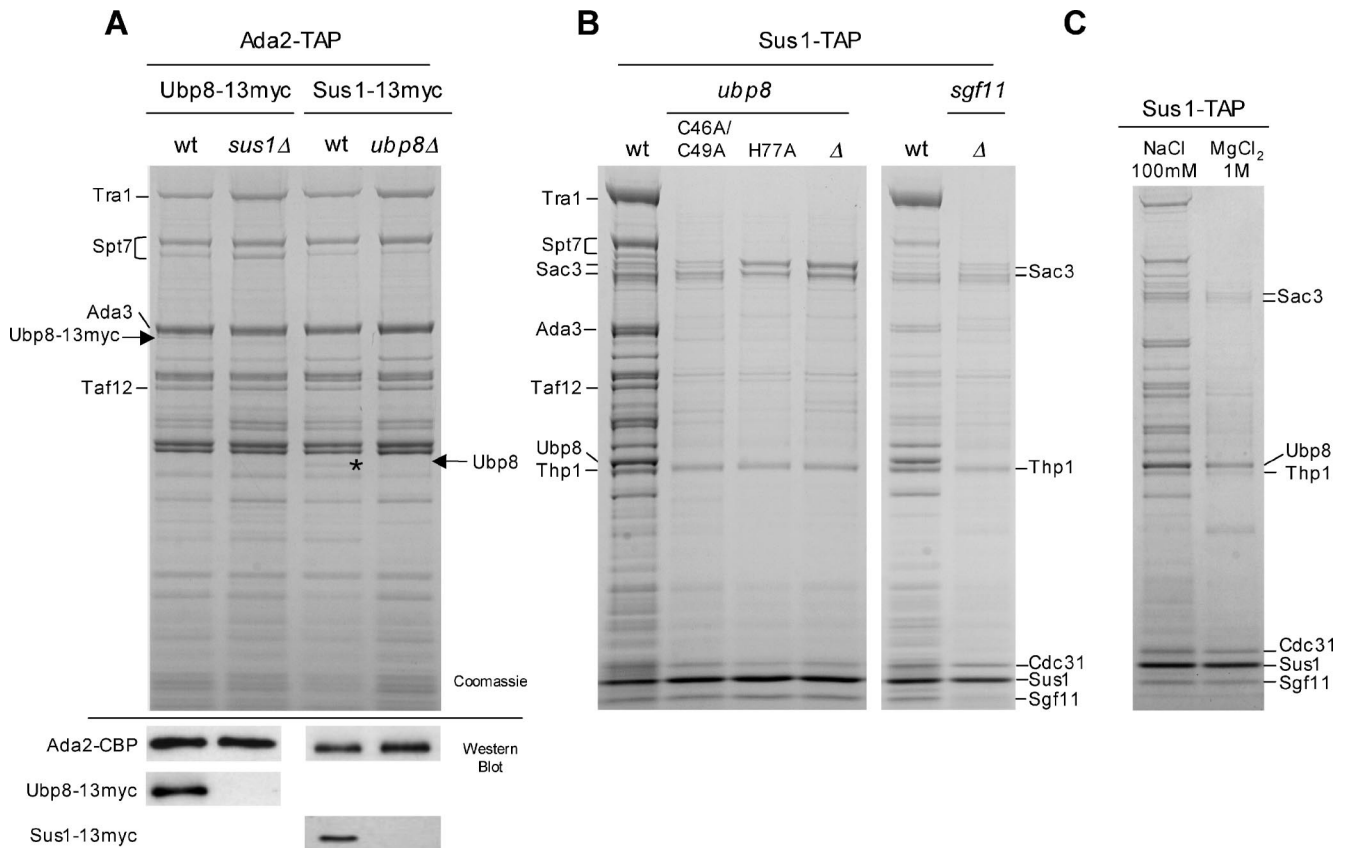 A
Ada2-TAP
Ubp8-13myc Sus1-13myc
wt sus1Δ wt ubp8Δ
Tra1
Spt7
Ada3
Ubp8-13myc
Taf12
*
Ubp8
Coomassie
Ada2-CBP
Western
Blot
Ubp8-13myc
Sus1-13myc
B
Sus1-TAP
ubp8 sgf11
wt C46A/
C49A H77A Δ wt Δ
Tra1
Spt7
Sac3
Ada3
Taf12
Ubp8
Thp1
Sac3
Thp1
Cdc31
Sus1
Sgf11
C
Sus1-TAP
NaCl MgCl₂
100mM 1M
Sac3
Ubp8
Thp1
Cdc31
Sus1
Sgf11